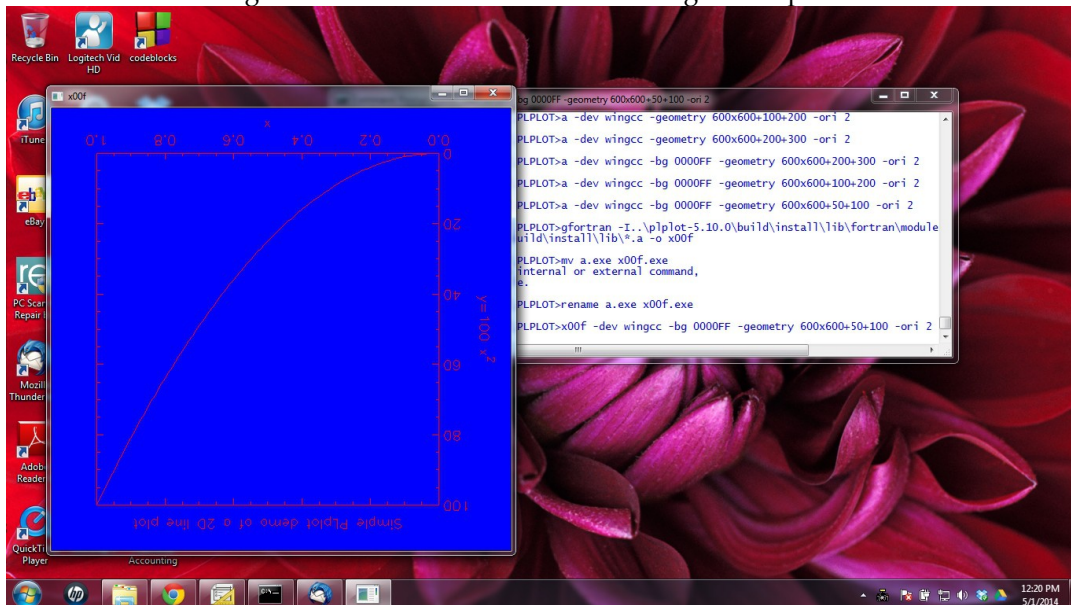 Recycle Bin
Logitech Vid HD
codeblocks
x00f
iTune
eBay
PC Scar
Repair
Mozill
Thunder
Adob
Reader
QuickTi
Player
Accounting
x
1.0 0.8 0.6 0.4 0.2 0.0
0
20
40
60
80
100
y=100 x²
Simple PLplot demo of a 2D line plot
bg 0000FF -geometry 600x600+50+100 -ori 2
PLPLOT>a -dev wingcc -geometry 600x600+100+200 -ori 2
PLPLOT>a -dev wingcc -geometry 600x600+200+300 -ori 2
PLPLOT>a -dev wingcc -bg 0000FF -geometry 600x600+200+300 -ori 2
PLPLOT>a -dev wingcc -bg 0000FF -geometry 600x600+100+200 -ori 2
PLPLOT>a -dev wingcc -bg 0000FF -geometry 600x600+50+100 -ori 2
PLPLOT>gfortran -I..\plplot-5.10.0\build\install\lib\fortran\module
uild\install\lib\*.a -o x00f
PLPLOT>mv a.exe x00f.exe
internal or external command,
e.
PLPLOT>rename a.exe x00f.exe
PLPLOT>x00f -dev wingcc -bg 0000FF -geometry 600x600+50+100 -ori 2
12:20 PM
5/1/2014